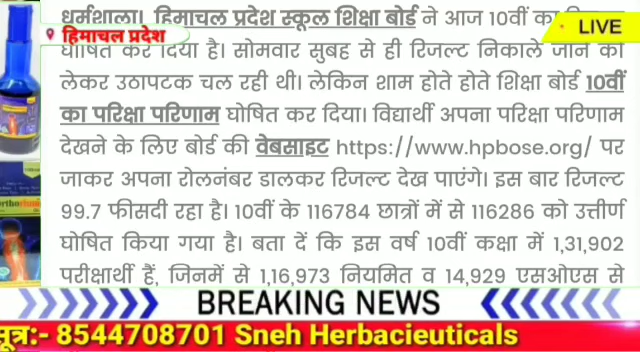 धर्मशाला। हिमाचल प्रदेश स्कूल शिक्षा बोर्ड ने आज 10वीं का
LIVE
हिमाचल प्रदेश
घोषित कर दिया है। सोमवार सुबह से ही रिजल्ट निकाले जाने को
लेकर उठापटक चल रही थी। लेकिन शाम होते होते शिक्षा बोर्ड 10वीं
का परिक्षा परिणाम घोषित कर दिया। विद्यार्थी अपना परिक्षा परिणाम
देखने के लिए बोर्ड की वेबसाइट https://www.hpbose.org/ पर
जाकर अपना रोलनंबर डालकर रिजल्ट देख पाएंगे। इस बार रिजल्ट
99.7 फीसदी रहा है। 10वीं के 116784 छात्रों में से 116286 को उत्तीर्ण
घोषित किया गया है। बता दें कि इस वर्ष 10वीं कक्षा में 1,31,902
परीक्षार्थी हैं, जिनमें से 1,16,973 नियमित व 14,929 एसओएस से
BREAKING NEWS
सूत्र:- 8544708701 Sneh Herbacieuticals